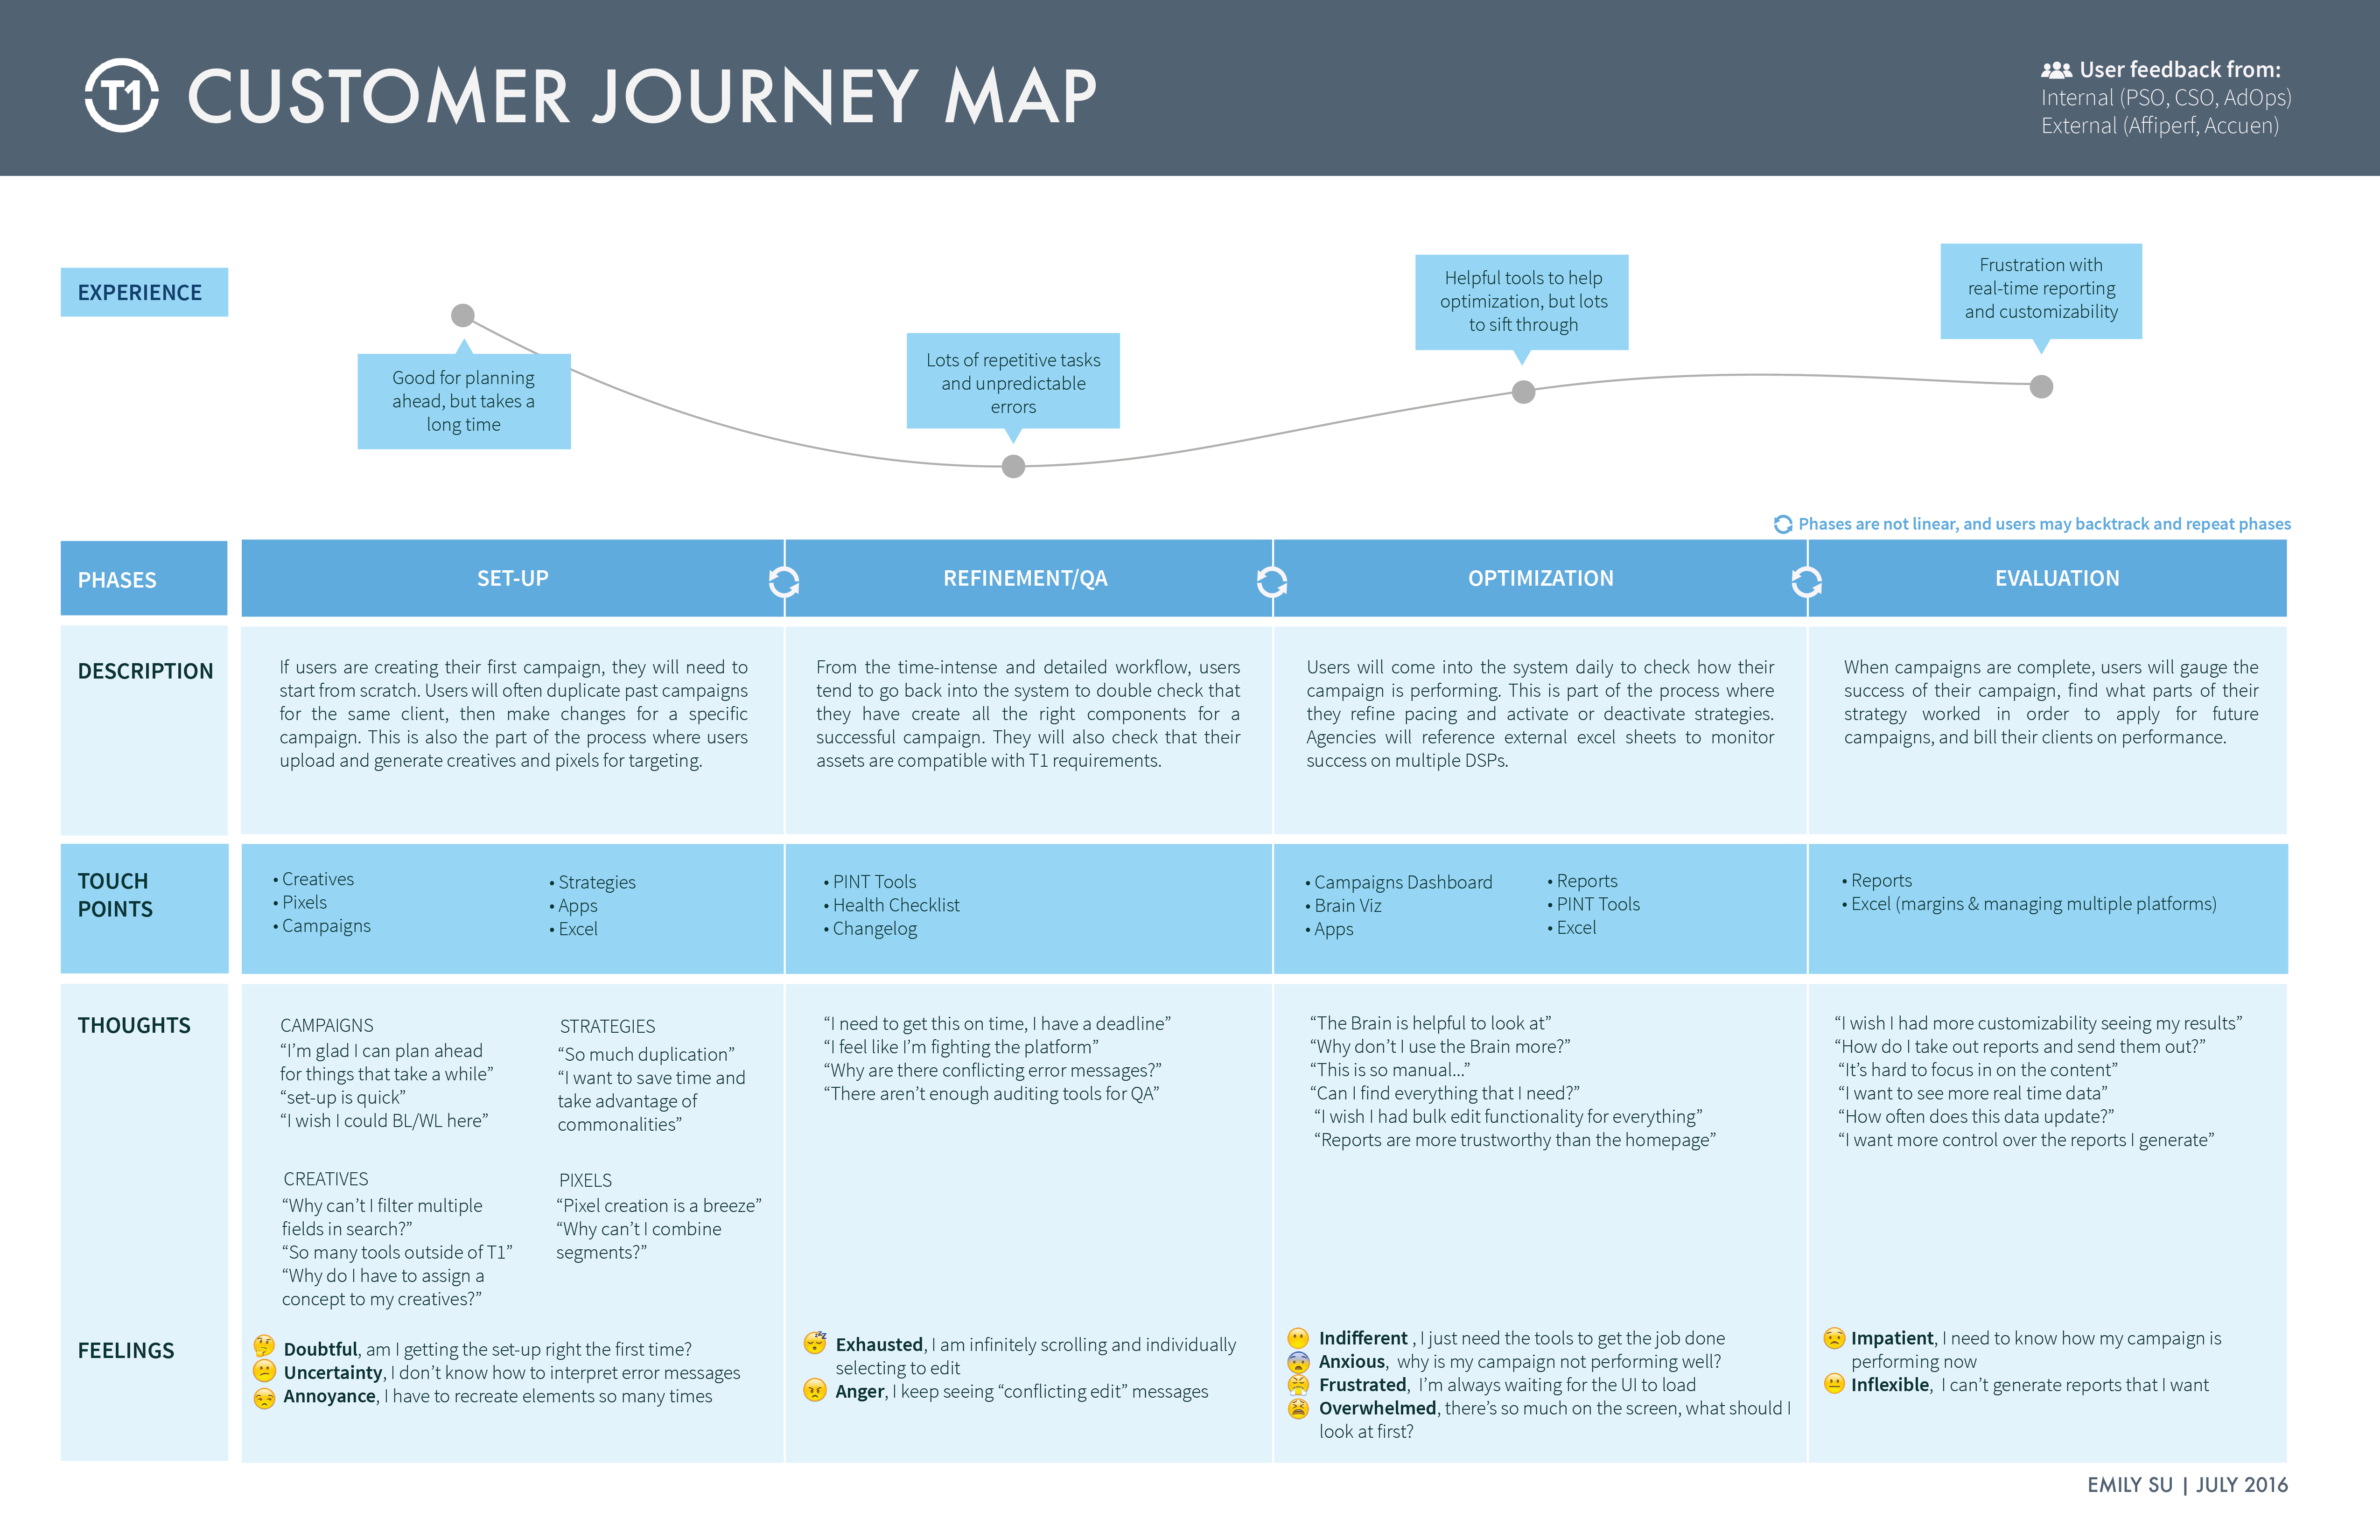 T1 CUSTOMER JOURNEY MAP
User feedback from:
Internal (PSO, CSO, AdOps)
External (Affiperf, Accuen)
EXPERIENCE
Good for planning
ahead, but takes a
long time
Lots of repetitive tasks
and unpredictable
errors
Helpful tools to help
optimization, but lots
to sift through
Frustration with
real-time reporting
and customizability
Phases are not linear, and users may backtrack and repeat phases
PHASES
SET-UP
REFINEMENT/QA
OPTIMIZATION
EVALUATION
DESCRIPTION
If users are creating their first campaign, they will need to
start from scratch. Users will often duplicate past campaigns
for the same client, then make changes for a specific
campaign. This is also the part of the process where users
upload and generate creatives and pixels for targeting.
From the time-intense and detailed workflow, users
tend to go back into the system to double check that
they have create all the right components for a
successful campaign. They will also check that their
assets are compatible with T1 requirements.
Users will come into the system daily to check how their
campaign is performing. This is part of the process where
they refine pacing and activate or deactivate strategies.
Agencies will reference external excel sheets to monitor
success on multiple DSPs.
When campaigns are complete, users will gauge the
success of their campaign, find what parts of their
strategy worked in order to apply for future
campaigns, and bill their clients on performance.
TOUCH
POINTS
• Creatives
• Pixels
• Campaigns
• Strategies
• Apps
• Excel
• PINT Tools
• Health Checklist
• Changelog
• Campaigns Dashboard
• Brain Viz
• Apps
• Reports
• PINT Tools
• Excel
• Reports
• Excel (margins & managing multiple platforms)
THOUGHTS
CAMPAIGNS
“I’m glad I can plan ahead
for things that take a while”
“set-up is quick”
“I wish I could BL/WL here”
STRATEGIES
“So much duplication”
“I want to save time and
take advantage of
commonalities”
CREATIVES
“Why can’t I filter multiple
fields in search?”
“So many tools outside of T1”
“Why do I have to assign a
concept to my creatives?”
PIXELS
“Pixel creation is a breeze”
“Why can’t I combine
segments?”
“I need to get this on time, I have a deadline”
“I feel like I’m fighting the platform”
“Why are there conflicting error messages?”
“There aren’t enough auditing tools for QA”
“The Brain is helpful to look at”
“Why don’t I use the Brain more?”
“This is so manual...”
“Can I find everything that I need?”
“I wish I had bulk edit functionality for everything”
“Reports are more trustworthy than the homepage”
“I wish I had more customizability seeing my results”
“How do I take out reports and send them out?”
“It’s hard to focus in on the content”
“I want to see more real time data”
“How often does this data update?”
“I want more control over the reports I generate”
FEELINGS
Doubtful, am I getting the set-up right the first time?
Uncertainty, I don’t know how to interpret error messages
Annoyance, I have to recreate elements so many times
Exhausted, I am infinitely scrolling and individually
selecting to edit
Anger, I keep seeing “conflicting edit” messages
Indifferent , I just need the tools to get the job done
Anxious, why is my campaign not performing well?
Frustrated, I’m always waiting for the UI to load
Overwhelmed, there’s so much on the screen, what should I
look at first?
Impatient, I need to know how my campaign is
performing now
Inflexible, I can’t generate reports that I want
EMILY SU | JULY 2016